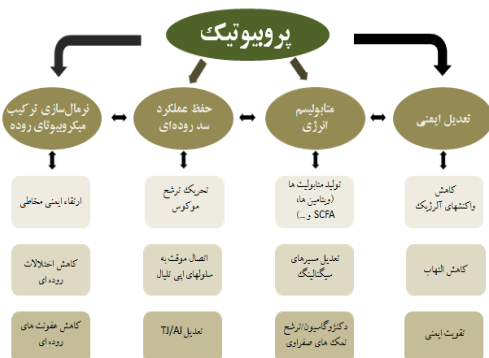 پروبیوتیک
تعدیل ایمنی
متابولیسم
انرژی
حفظ عملکرد
سد روده‌ای
نرمال‌سازی ترکیب
میکروبیوتای روده
کاهش
واکنشهای آلرژیک
تولید متابولیت ها
(ویتامین ها،
SCFA و ...)
تحریک ترشح
موکوس
ارتقاء ایمنی مخاطی
کاهش التهاب
تعدیل مسیرهای
سیگنالینگ
اتصال موقت به
سلولهای اپی تلیال
کاهش اختلالات
روده ای
تقویت ایمنی
دکنژوگاسیون/ترشح
نمک های صفراوی
تعدیل TJ/AJ
کاهش عفونت های
روده ای